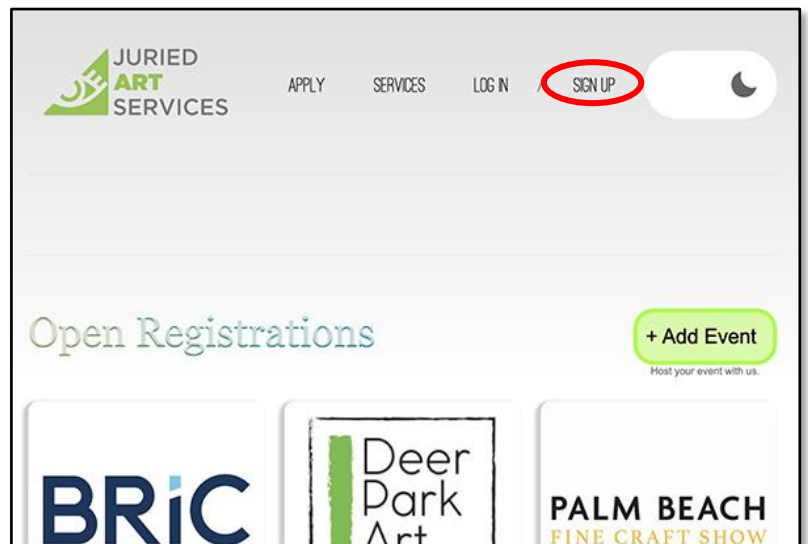 JURIED
ART
SERVICES
APPLY SERVICES LOG IN / SIGN UP
Open Registrations
+ Add Event
Host your event with us.
BRiC
Deer
Park
Art
PALM BEACH
FINE CRAFT SHOW